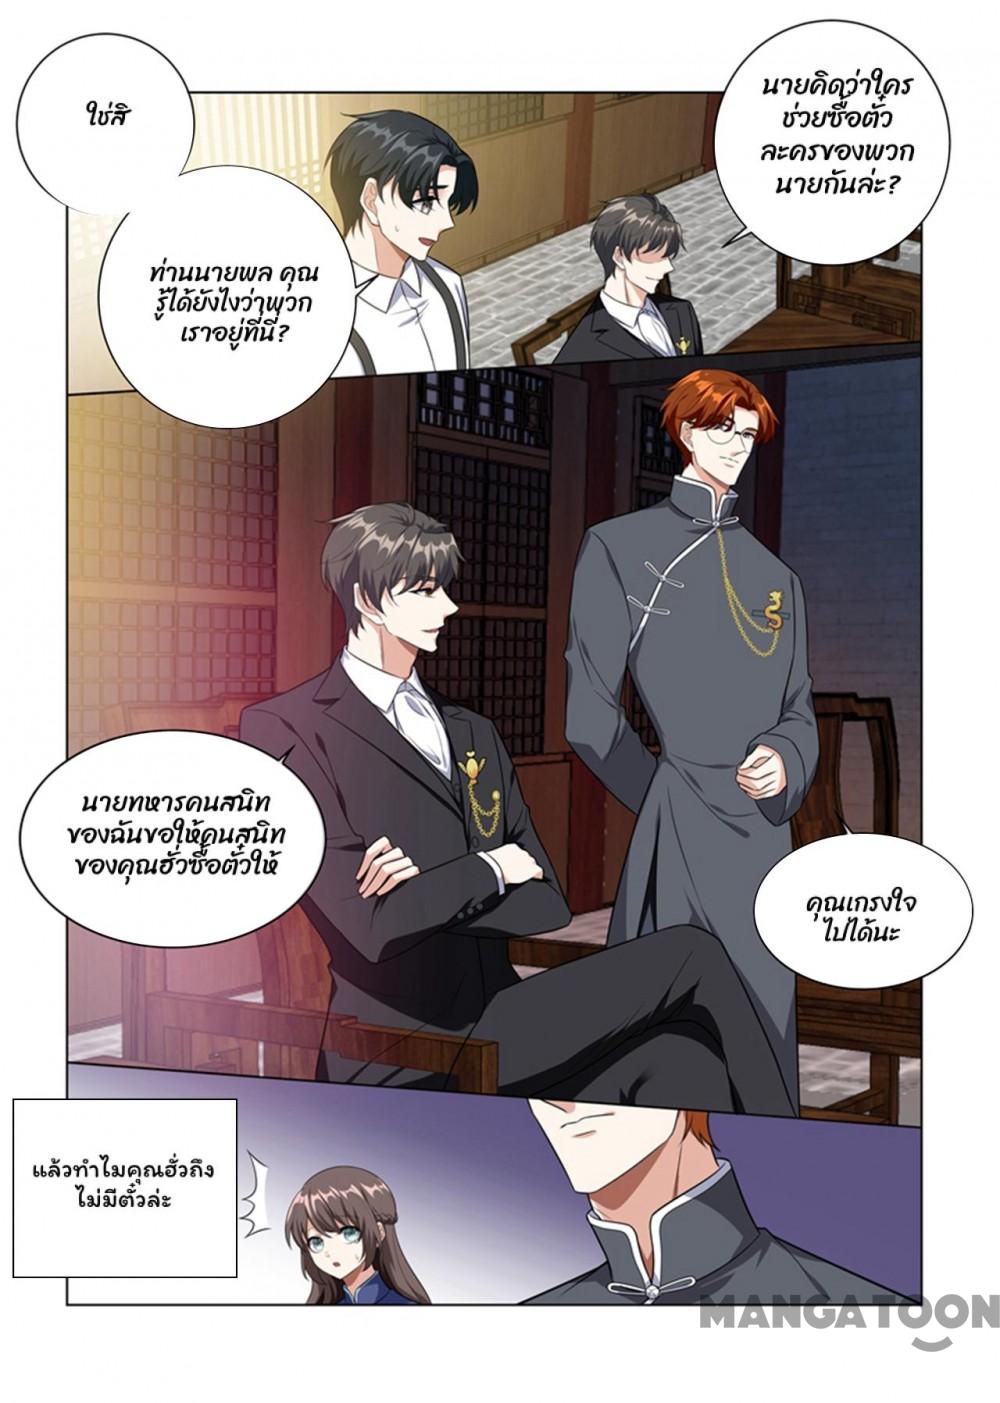 ใช่สิ
ท่านนายพล คุณ
รู้ได้ยังไงว่าพวก
เราอยู่ที่นี่?
นายคิดว่าใคร
ช่วยซื้อตั๋ว
ละครของพวก
นายกันล่ะ?
นายทหารคนสนิท
ของฉันขอให้คนสนิท
ของคุณฮั่วซื้อตั๋วให้
คุณเกรงใจ
ไปได้นะ
แล้วทำไมคุณฮั่วถึง
ไม่มีตั๋วล่ะ
MANGATOON